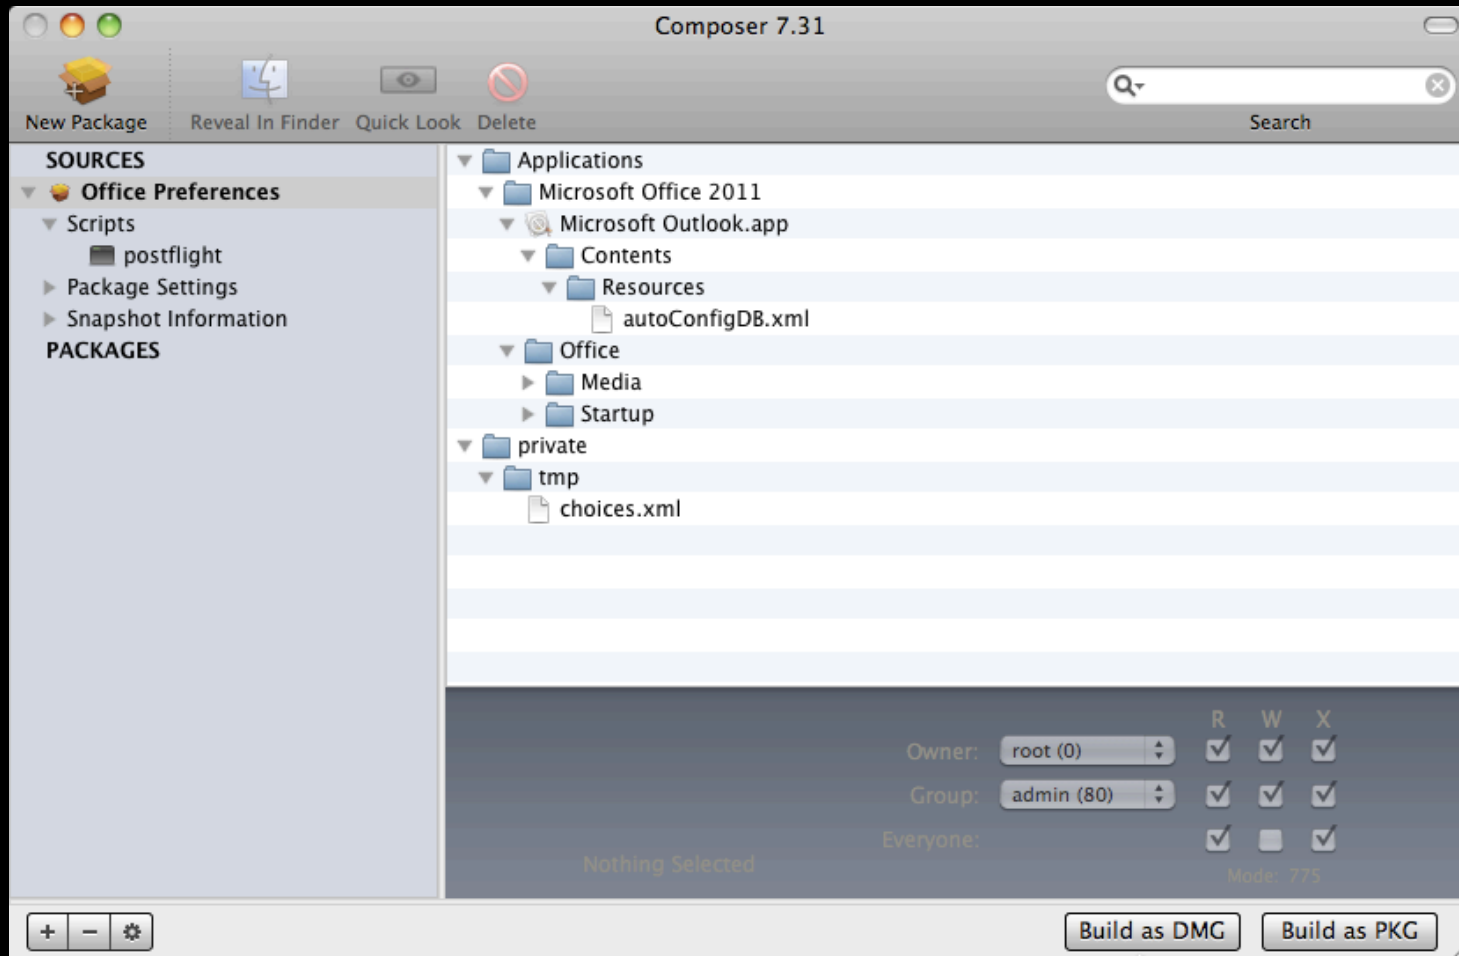 Composer 7.31
New Package
Reveal In Finder
Quick Look
Delete
Search
SOURCES
Office Preferences
Scripts
postflight
Package Settings
Snapshot Information
PACKAGES
Applications
Microsoft Office 2011
Microsoft Outlook.app
Contents
Resources
autoConfigDB.xml
Office
Media
Startup
private
tmp
choices.xml
R W X
Owner: root (0)
Group: admin (80)
Everyone:
Nothing Selected
Mode: 775
Build as DMG
Build as PKG